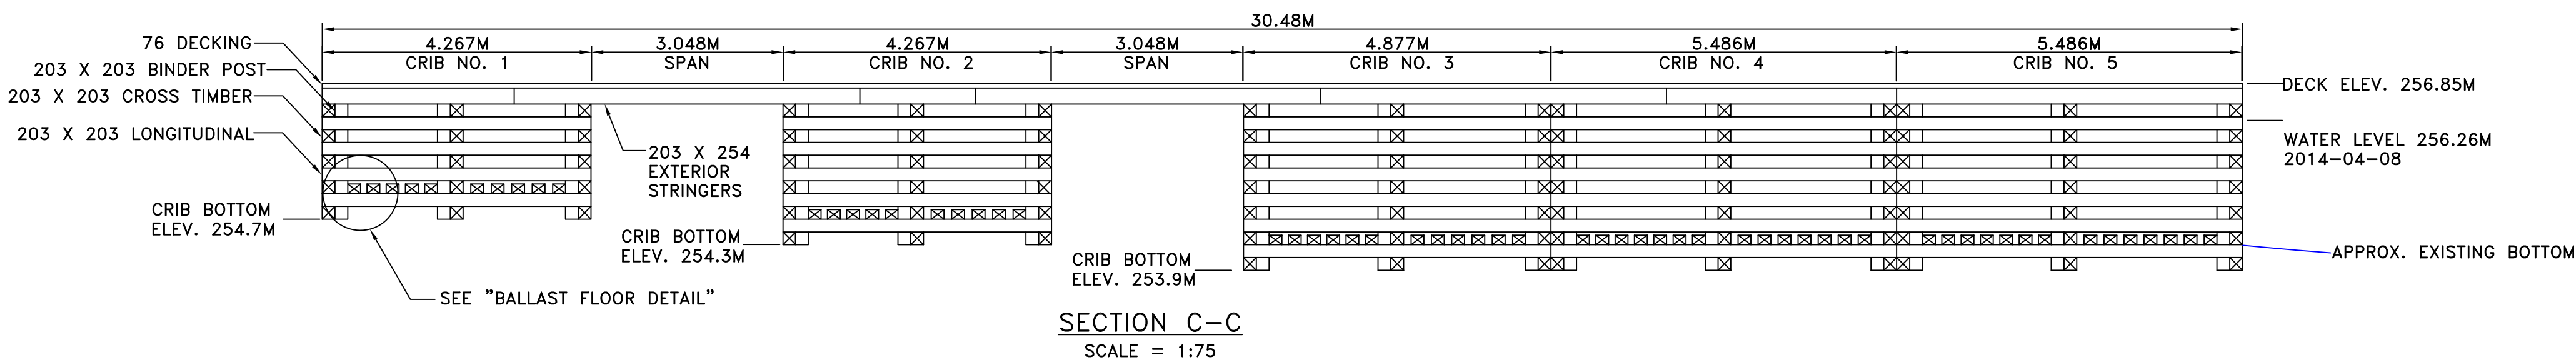 30.48M
4.267M
CRIB NO. 1
3.048M
SPAN
4.267M
CRIB NO. 2
3.048M
SPAN
4.877M
CRIB NO. 3
5.486M
CRIB NO. 4
5.486M
CRIB NO. 5
76 DECKING
203 X 203 BINDER POST
203 X 203 CROSS TIMBER
203 X 203 LONGITUDINAL
CRIB BOTTOM
ELEV. 254.7M
203 X 254
EXTERIOR
STRINGERS
CRIB BOTTOM
ELEV. 254.3M
CRIB BOTTOM
ELEV. 253.9M
DECK ELEV. 256.85M
WATER LEVEL 256.26M
2014-04-08
APPROX. EXISTING BOTTOM
SEE "BALLAST FLOOR DETAIL"
SECTION C-C
SCALE = 1:75